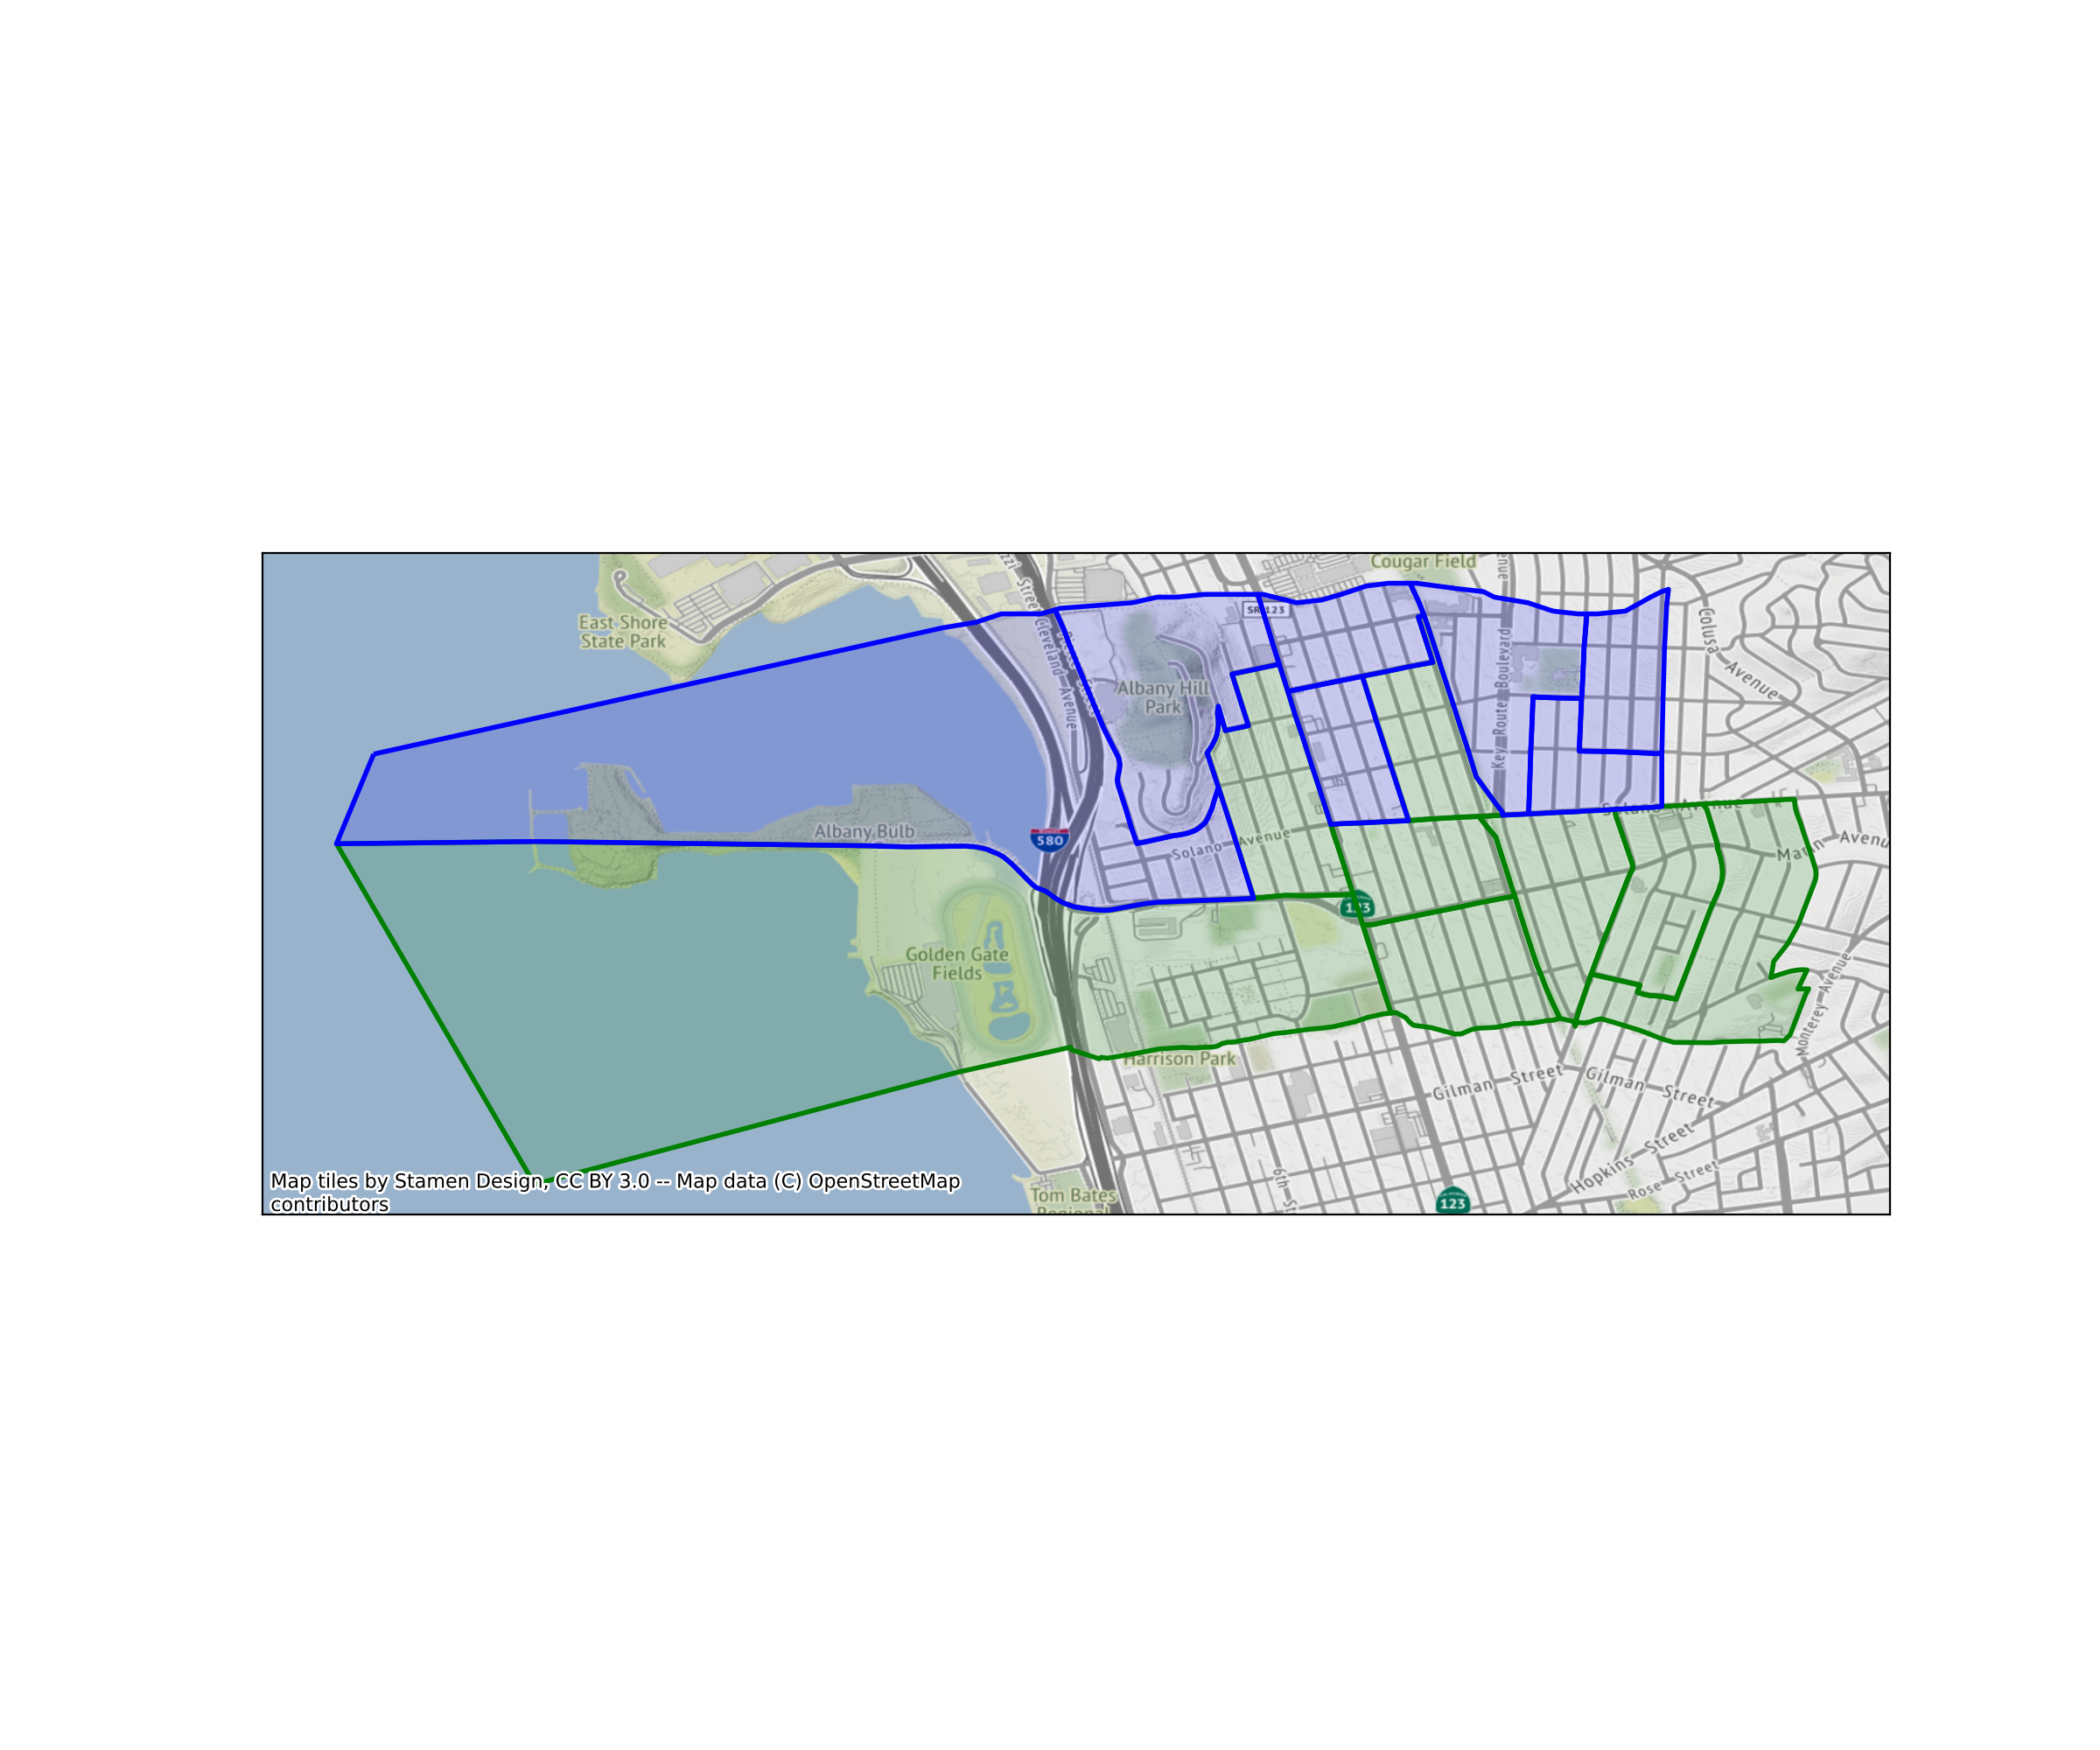 Cougar Field
East Shore
State Park
Street
SR 123
Cleveland Avenue
Colusa Avenue
Albany Hill
Park
Key Route Boulevard
Solano Avenue
Albany Bulb
580
Solano Avenue
Marin Avenu
123
Golden Gate
Fields
Monterey Avenue
Harrison Park
Gilman Street
Gilman Street
Hopkins Street
Rose Street
6th St
Tom Bates
Regional
123
Map tiles by Stamen Design, CC BY 3.0 -- Map data (C) OpenStreetMap
contributors